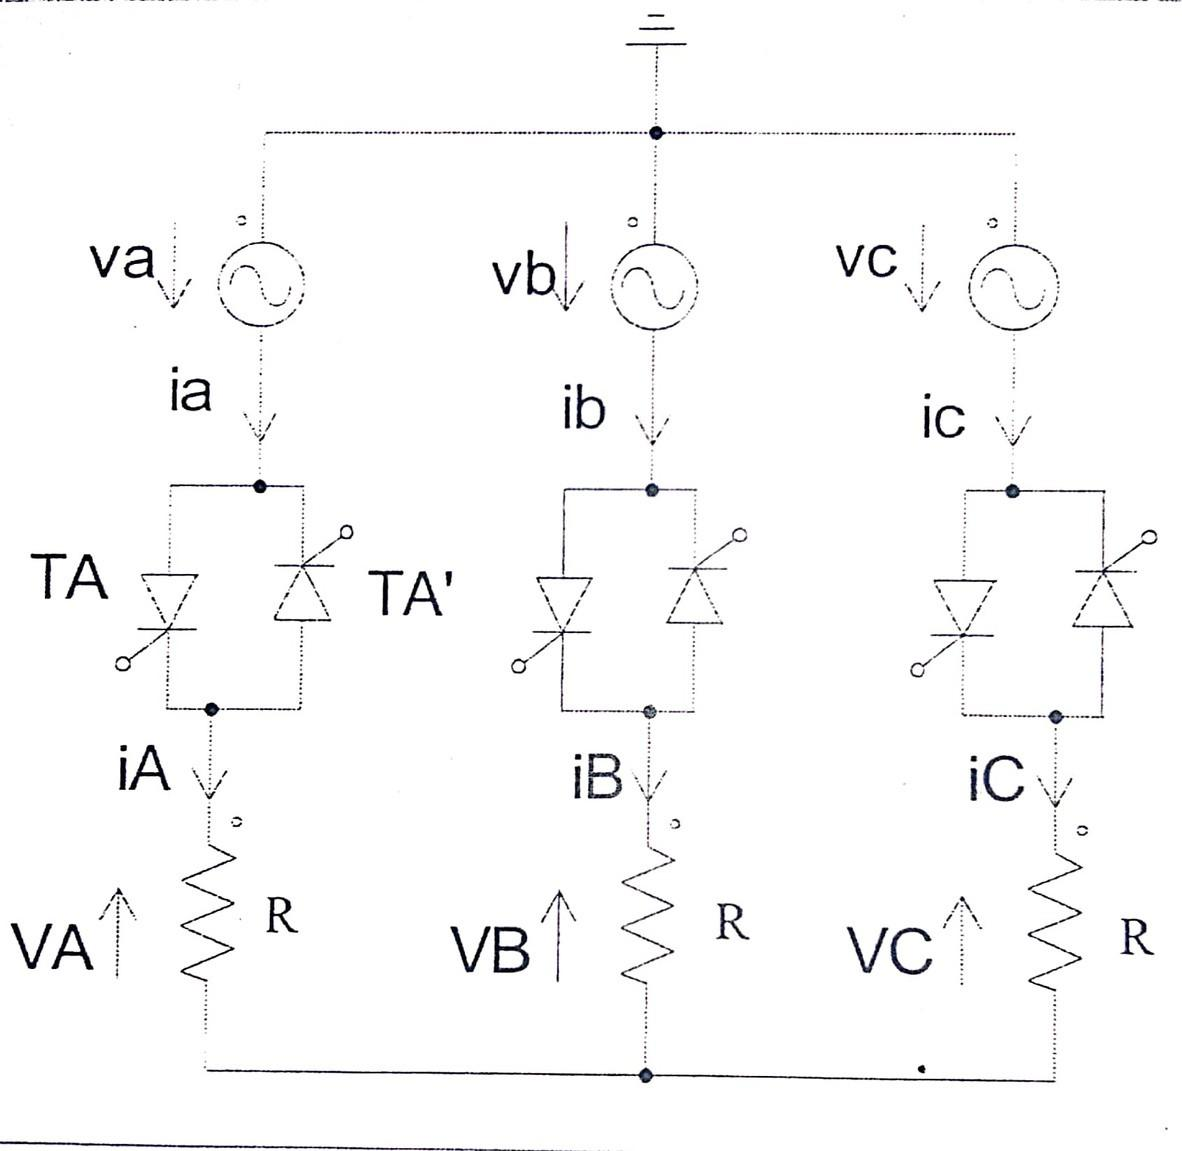 va vb vc
ia ib ic
TA TA'
iA iB iC
VA R VB R VC R